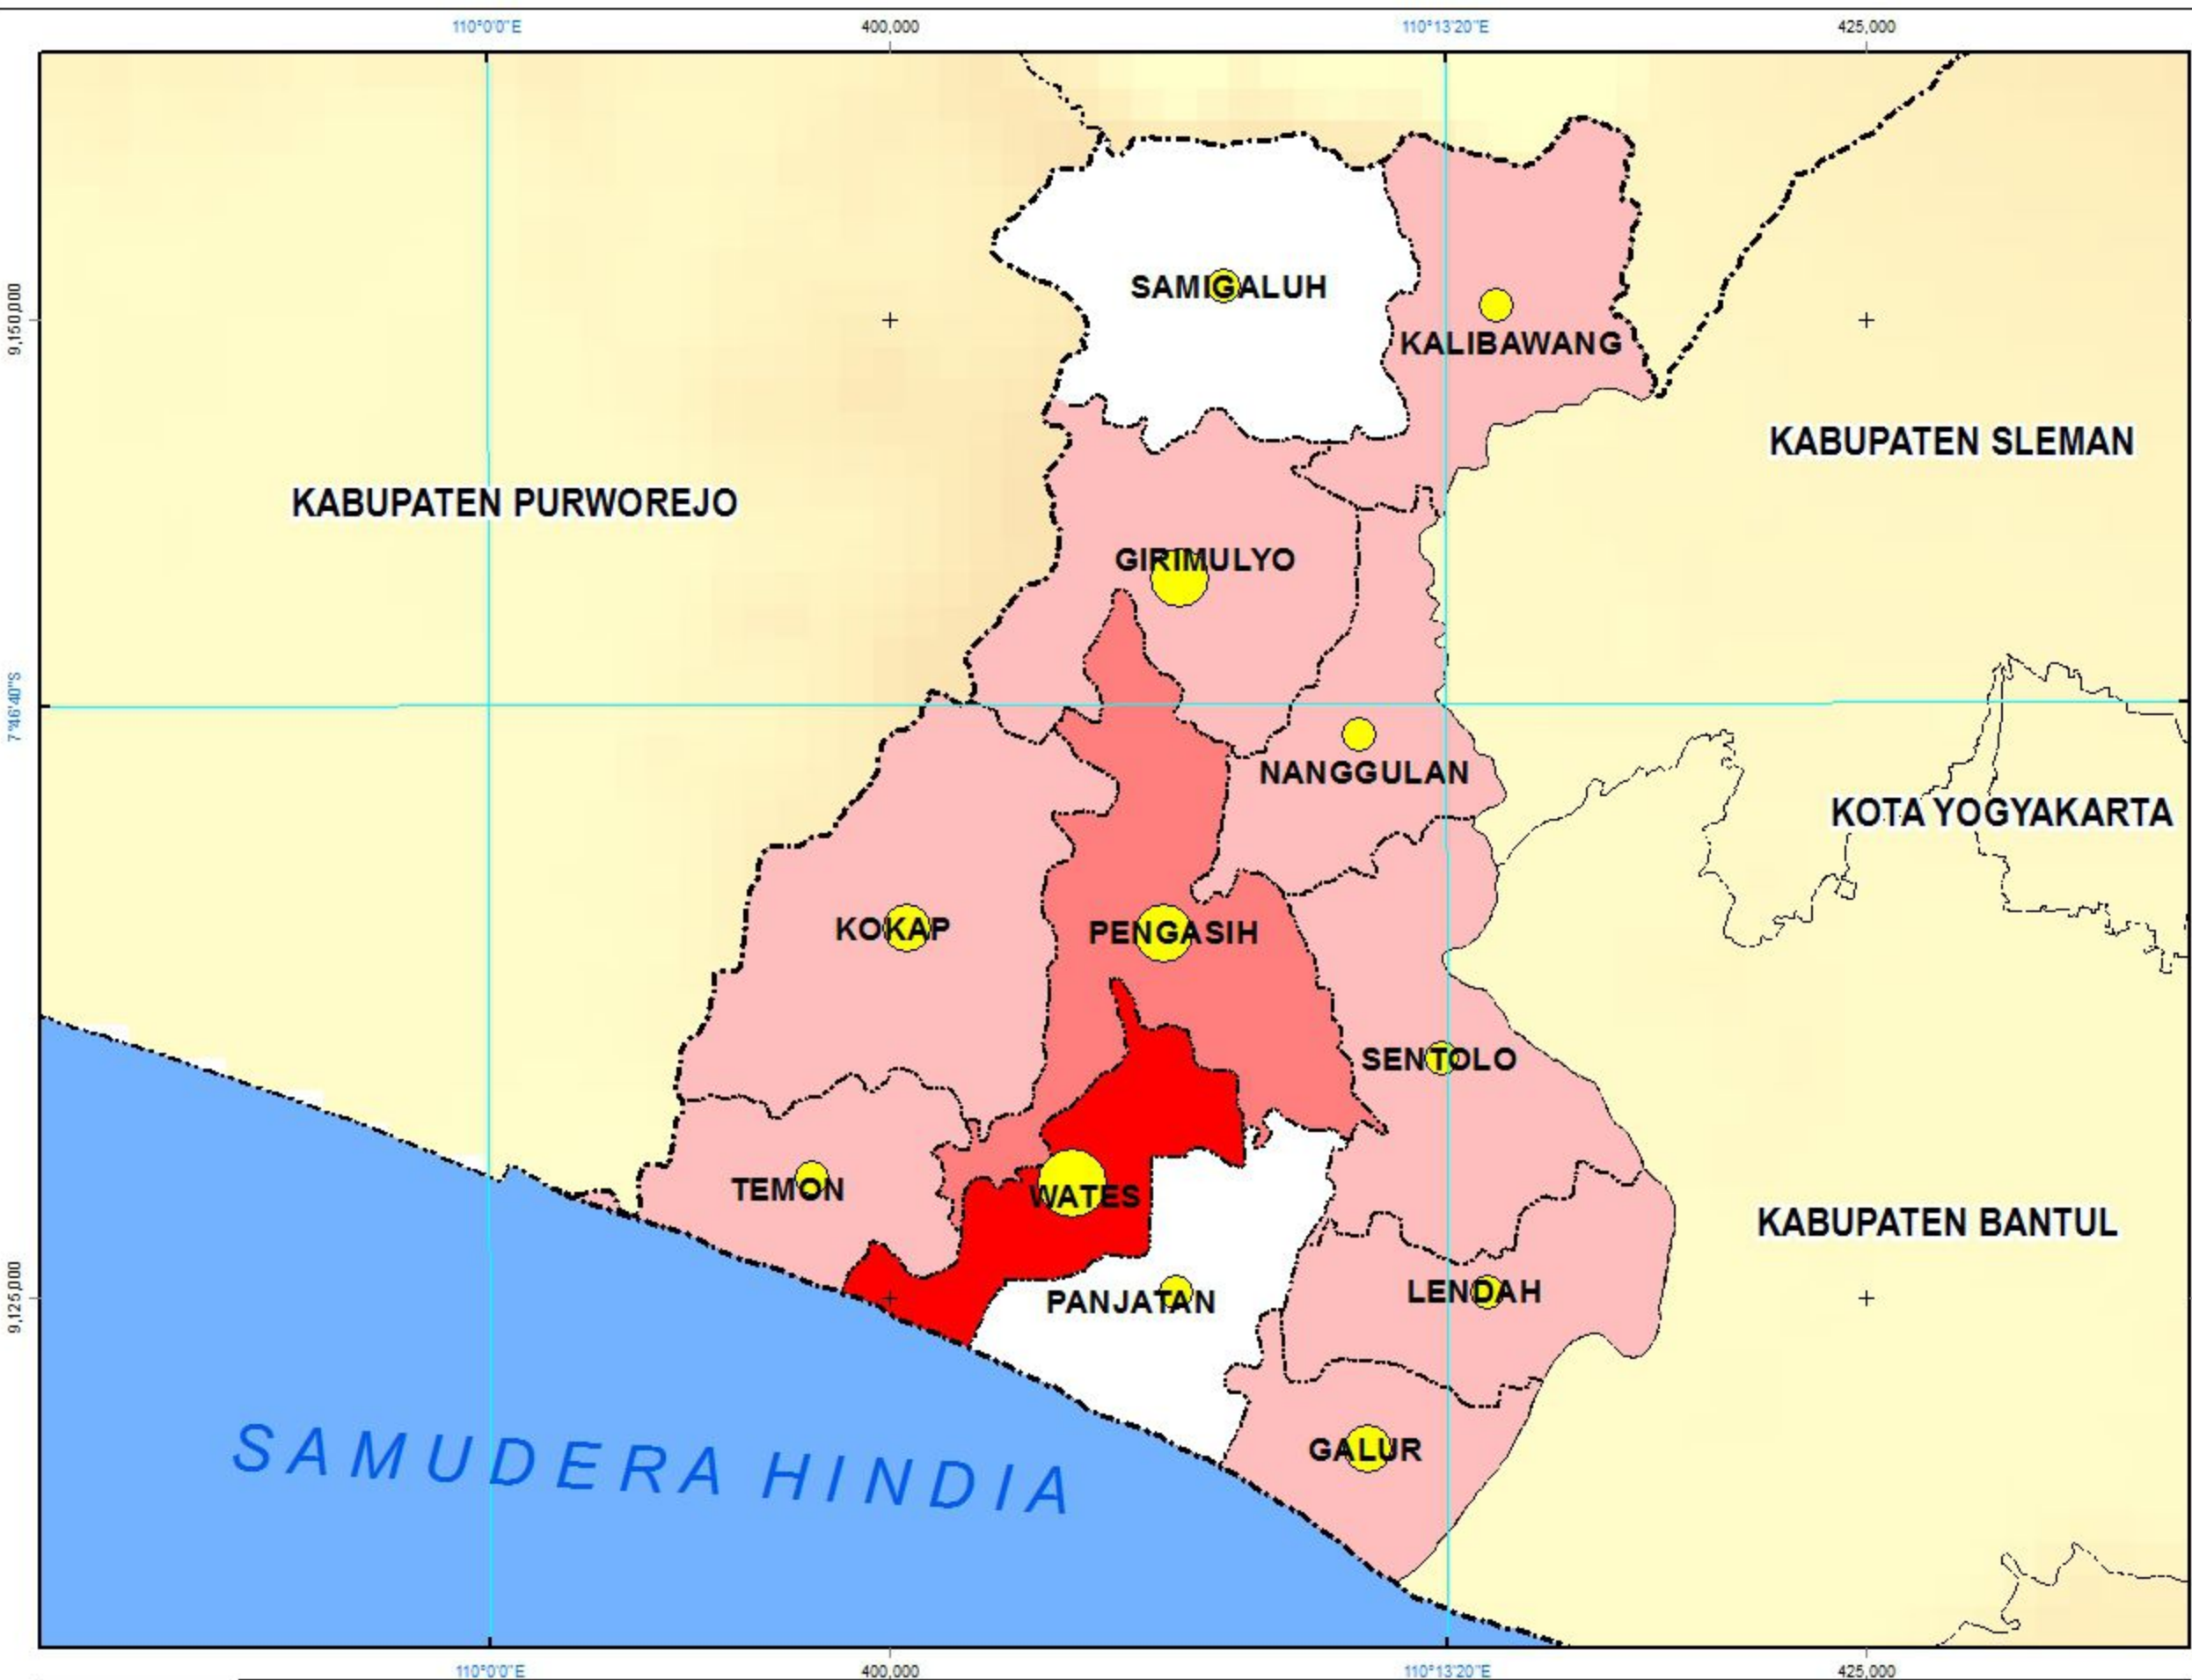 110°0'0"E 400,000 110°13'20"E 425,000
SAMIGALUH
9,150,000
KALIBAWANG
KABUPATEN SLEMAN
KABUPATEN PURWOREJO
GIRIMULYO
7°46'40"S
NANGGULAN
KOTA YOGYAKARTA
KOKAP
PENGASIH
SENTOLO
TEMON
WATES
KABUPATEN BANTUL
9,125,000
PANJATAN
LENDAH
GALUR
SAMUDERA HINDIA
110°0'0"E 400,000 110°13'20"E 425,000